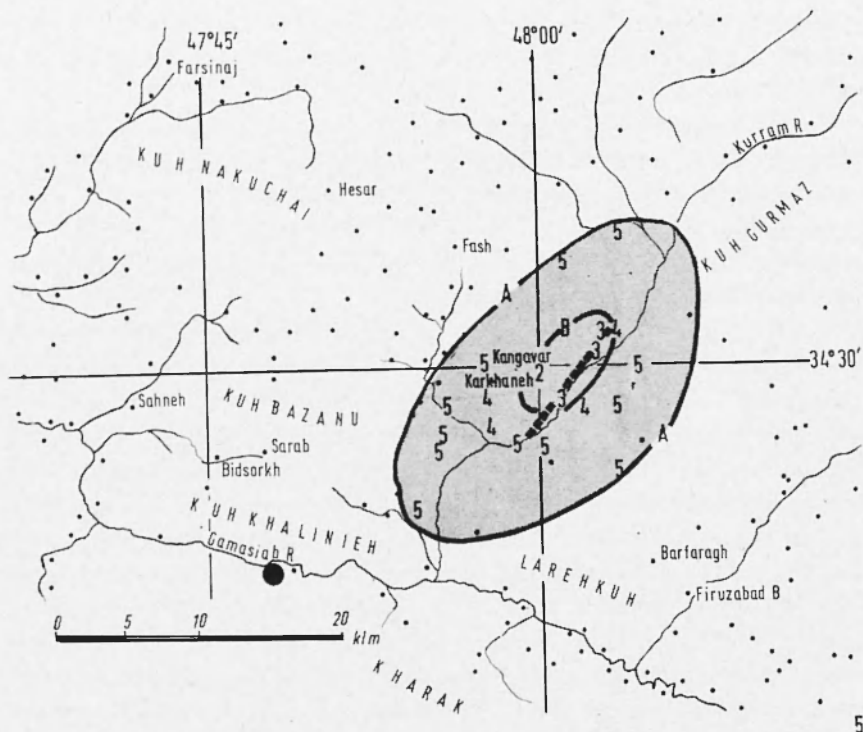 47°45'
48°00'
Farsinaj
Kurram R
KUH NAKUCHAI
Hesar
KUH GURMAZ
Fash
5
5
A
B
3 4
Kangavar
3
5
5
34°30'
Karkhaneh
2
4
3
5
4
5
Sahneh
KUH BAZANU
4
5
A
5
5
5
Sarab
Bidsorkh
5
5
KUH KHALINIEH
Gamasiab R
LAREHKUH
Barfaragh
Firuzabad B
0 5 10 20 klm
KHARAK
5